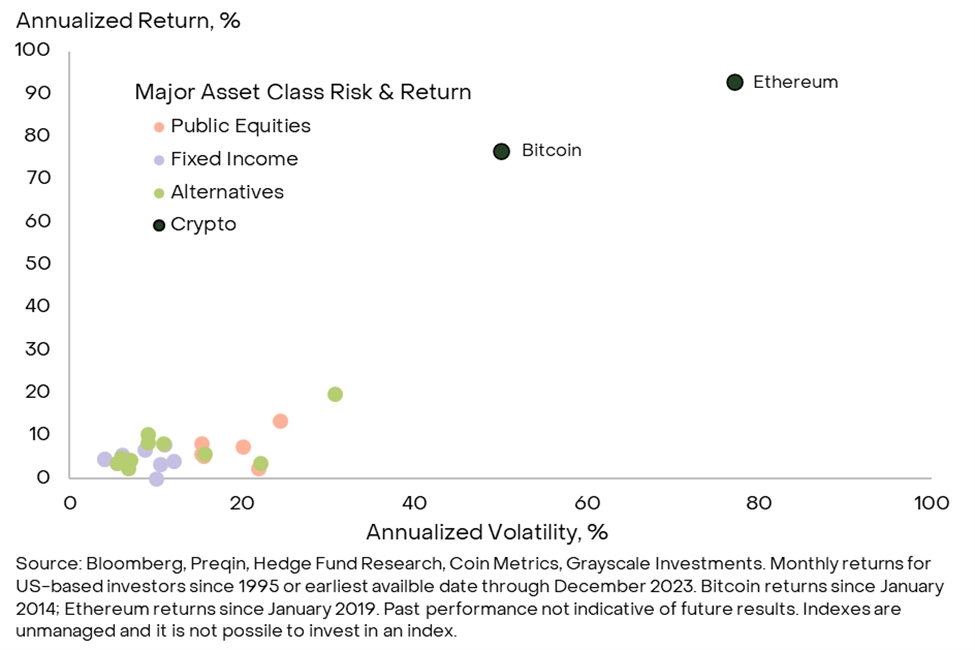 Annualized Return, %
100
90
80
70
60
50
40
30
20
10
0
Major Asset Class Risk & Return
Public Equities
Fixed Income
Alternatives
Crypto
Ethereum
Bitcoin
0 20 40 60 80 100
Annualized Volatility, %
Source: Bloomberg, Preqin, Hedge Fund Research, Coin Metrics, Grayscale Investments. Monthly returns for
US-based investors since 1995 or earliest availble date through December 2023. Bitcoin returns since January
2014; Ethereum returns since January 2019. Past performance not indicative of future results. Indexes are
unmanaged and it is not possile to invest in an index.